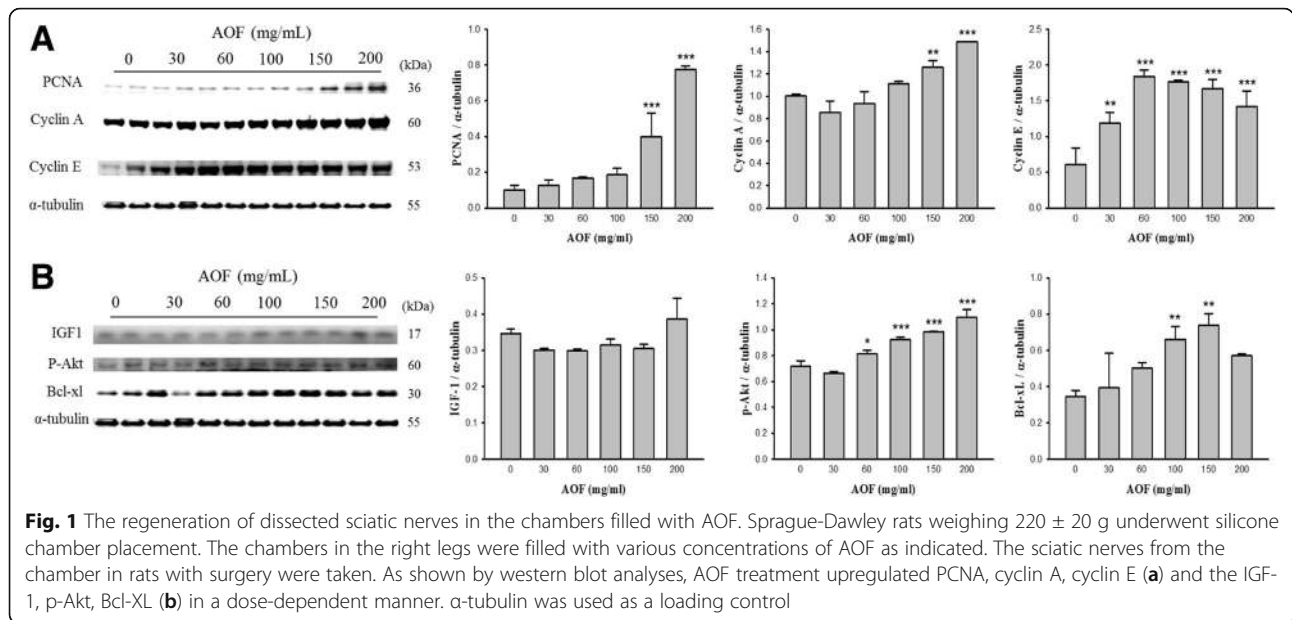 A
AOF (mg/mL)
0 30 60 100 150 200
(kDa)
PCNA 36
Cyclin A 60
Cyclin E 53
α-tubulin 55
PCNA / α-tubulin
1.0
0.8
0.6
0.4
0.2
0.0
***
***
0 30 60 100 150 200
AOF (mg/ml)
Cyclin A / α-tubulin
1.6
1.4
1.2
1.0
0.8
0.6
0.4
0.2
0.0
**
***
0 30 60 100 150 200
AOF (mg/ml)
Cyclin E / α-tubulin
2.5
2.0
1.5
1.0
0.5
0.0
**
***
***
***
***
0 30 60 100 150 200
AOF (mg/ml)
B
AOF (mg/mL)
0 30 60 100 150 200
(kDa)
IGF1 17
P-Akt 60
Bcl-xl 30
α-tubulin 55
IGF-1 / α-tubulin
0.5
0.4
0.3
0.2
0.1
0.0
0 30 60 100 150 200
AOF (mg/ml)
p-Akt / α-tubulin
1.4
1.2
1.0
0.8
0.6
0.4
0.2
0.0
*
***
***
***
0 30 60 100 150 200
AOF (mg/ml)
Bcl-xL / α-tubulin
0.8
0.6
0.4
0.2
0.0
**
**
0 30 60 100 150 200
AOF (mg/ml)
Fig. 1 The regeneration of dissected sciatic nerves in the chambers filled with AOF. Sprague-Dawley rats weighing 220 ± 20 g underwent silicone
chamber placement. The chambers in the right legs were filled with various concentrations of AOF as indicated. The sciatic nerves from the
chamber in rats with surgery were taken. As shown by western blot analyses, AOF treatment upregulated PCNA, cyclin A, cyclin E (a) and the IGF-
1, p-Akt, Bcl-XL (b) in a dose-dependent manner. α-tubulin was used as a loading control